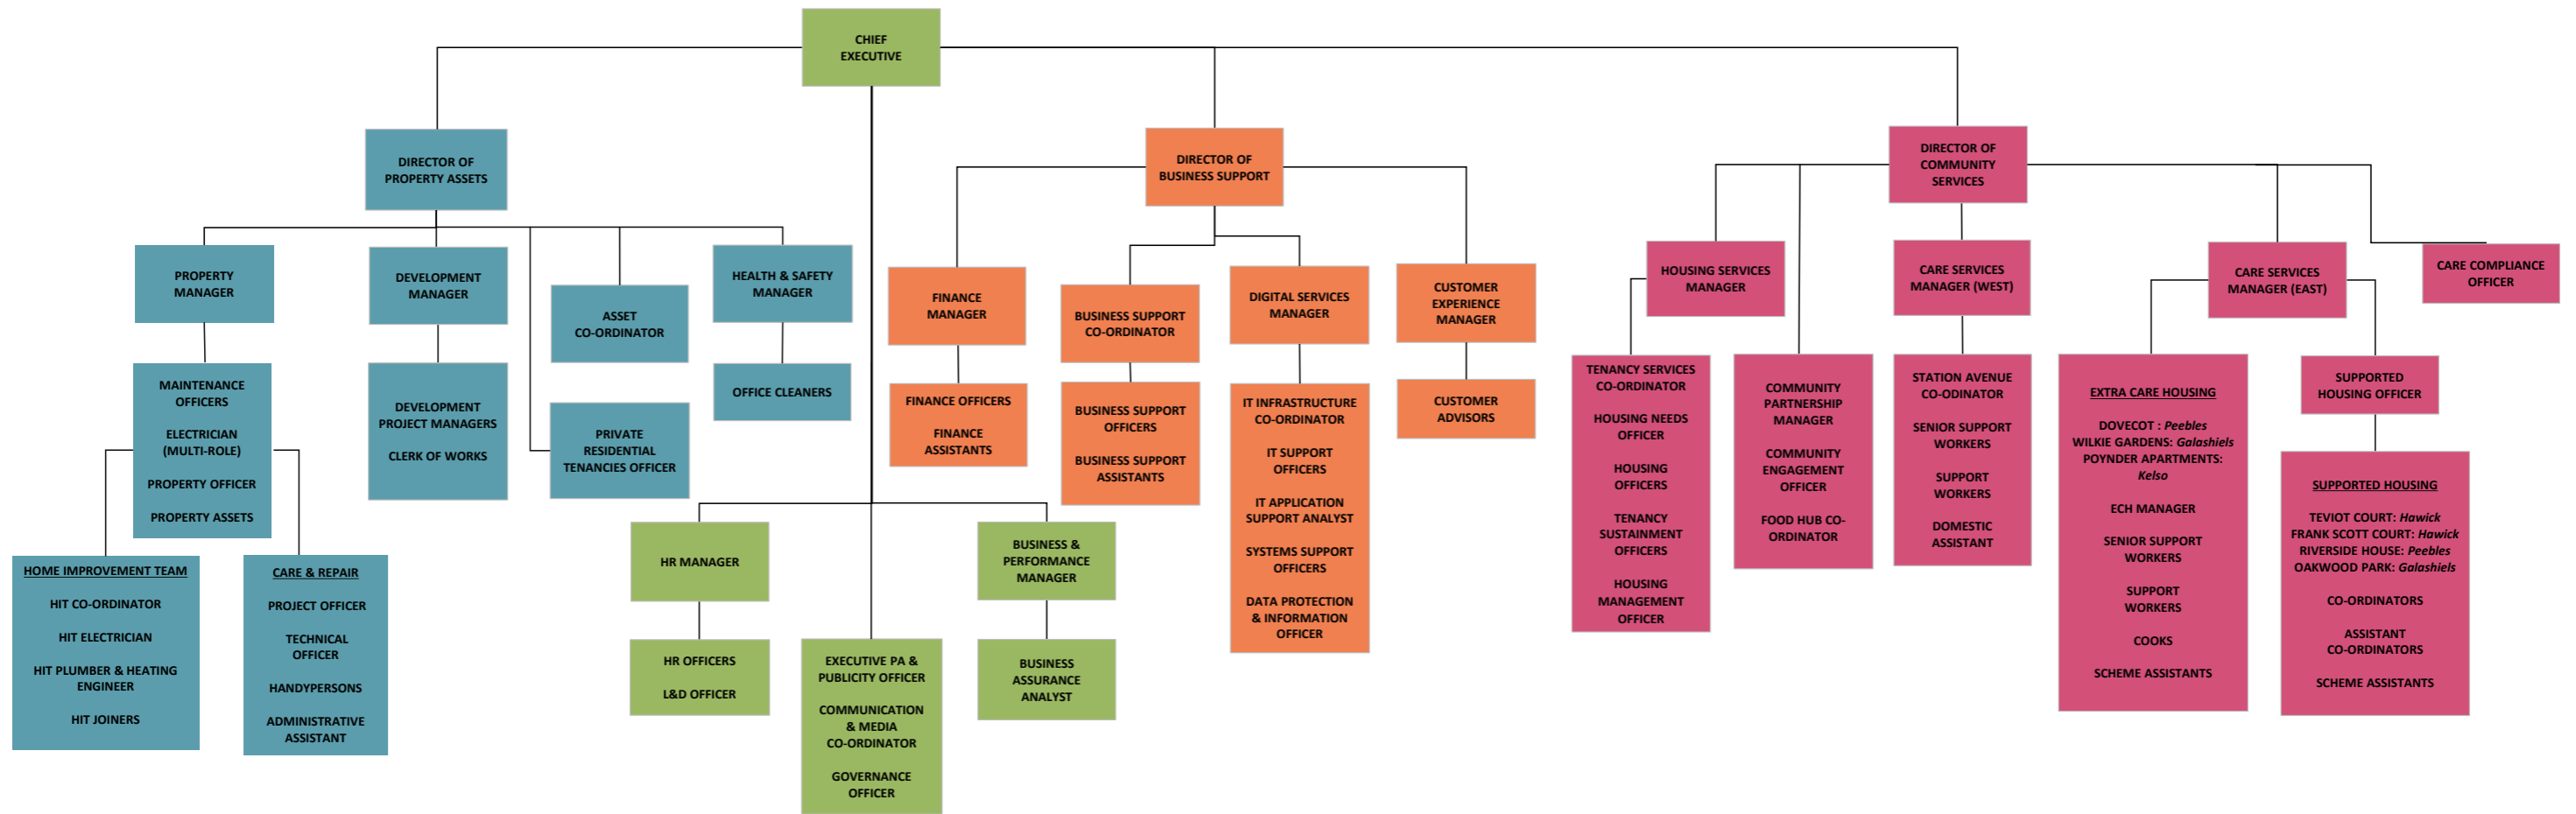 CHIEF
EXECUTIVE
DIRECTOR OF
PROPERTY ASSETS
PROPERTY
MANAGER
MAINTENANCE
OFFICERS
ELECTRICIAN
(MULTI-ROLE)
PROPERTY OFFICER
PROPERTY ASSETS
HOME IMPROVEMENT TEAM
HIT CO-ORDINATOR
HIT ELECTRICIAN
HIT PLUMBER & HEATING
ENGINEER
HIT JOINERS
CARE & REPAIR
PROJECT OFFICER
TECHNICAL
OFFICER
HANDYPERSONS
ADMINISTRATIVE
ASSISTANT
DEVELOPMENT
MANAGER
DEVELOPMENT
PROJECT MANAGERS
CLERK OF WORKS
ASSET
CO-ORDINATOR
PRIVATE
RESIDENTIAL
TENANCIES OFFICER
HEALTH & SAFETY
MANAGER
OFFICE CLEANERS
HR MANAGER
HR OFFICERS
L&D OFFICER
EXECUTIVE PA &
PUBLICITY OFFICER
COMMUNICATION
& MEDIA
CO-ORDINATOR
GOVERNANCE
OFFICER
BUSINESS &
PERFORMANCE
MANAGER
BUSINESS
ASSURANCE
ANALYST
DIRECTOR OF
BUSINESS SUPPORT
FINANCE
MANAGER
FINANCE OFFICERS
FINANCE
ASSISTANTS
BUSINESS SUPPORT
CO-ORDINATOR
BUSINESS SUPPORT
OFFICERS
BUSINESS SUPPORT
ASSISTANTS
DIGITAL SERVICES
MANAGER
IT INFRASTRUCTURE
CO-ORDINATOR
IT SUPPORT
OFFICERS
IT APPLICATION
SUPPORT ANALYST
SYSTEMS SUPPORT
OFFICERS
DATA PROTECTION
& INFORMATION
OFFICER
CUSTOMER
EXPERIENCE
MANAGER
CUSTOMER
ADVISORS
DIRECTOR OF
COMMUNITY
SERVICES
HOUSING SERVICES
MANAGER
TENANCY SERVICES
CO-ORDINATOR
HOUSING NEEDS
OFFICER
HOUSING
OFFICERS
TENANCY
SUSTAINMENT
OFFICERS
HOUSING
MANAGEMENT
OFFICER
COMMUNITY
PARTNERSHIP
MANAGER
COMMUNITY
ENGAGEMENT
OFFICER
FOOD HUB CO-
ORDINATOR
CARE SERVICES
MANAGER (WEST)
STATION AVENUE
CO-ODINATOR
SENIOR SUPPORT
WORKERS
SUPPORT
WORKERS
DOMESTIC
ASSISTANT
CARE SERVICES
MANAGER (EAST)
EXTRA CARE HOUSING
DOVECOT : Peebles
WILKIE GARDENS: Galashiels
POYNDER APARTMENTS:
Kelso
ECH MANAGER
SENIOR SUPPORT
WORKERS
SUPPORT
WORKERS
COOKS
SCHEME ASSISTANTS
SUPPORTED
HOUSING OFFICER
SUPPORTED HOUSING
TEVIOT COURT: Hawick
FRANK SCOTT COURT: Hawick
RIVERSIDE HOUSE: Peebles
OAKWOOD PARK: Galashiels
CO-ORDINATORS
ASSISTANT
CO-ORDINATORS
SCHEME ASSISTANTS
CARE COMPLIANCE
OFFICER